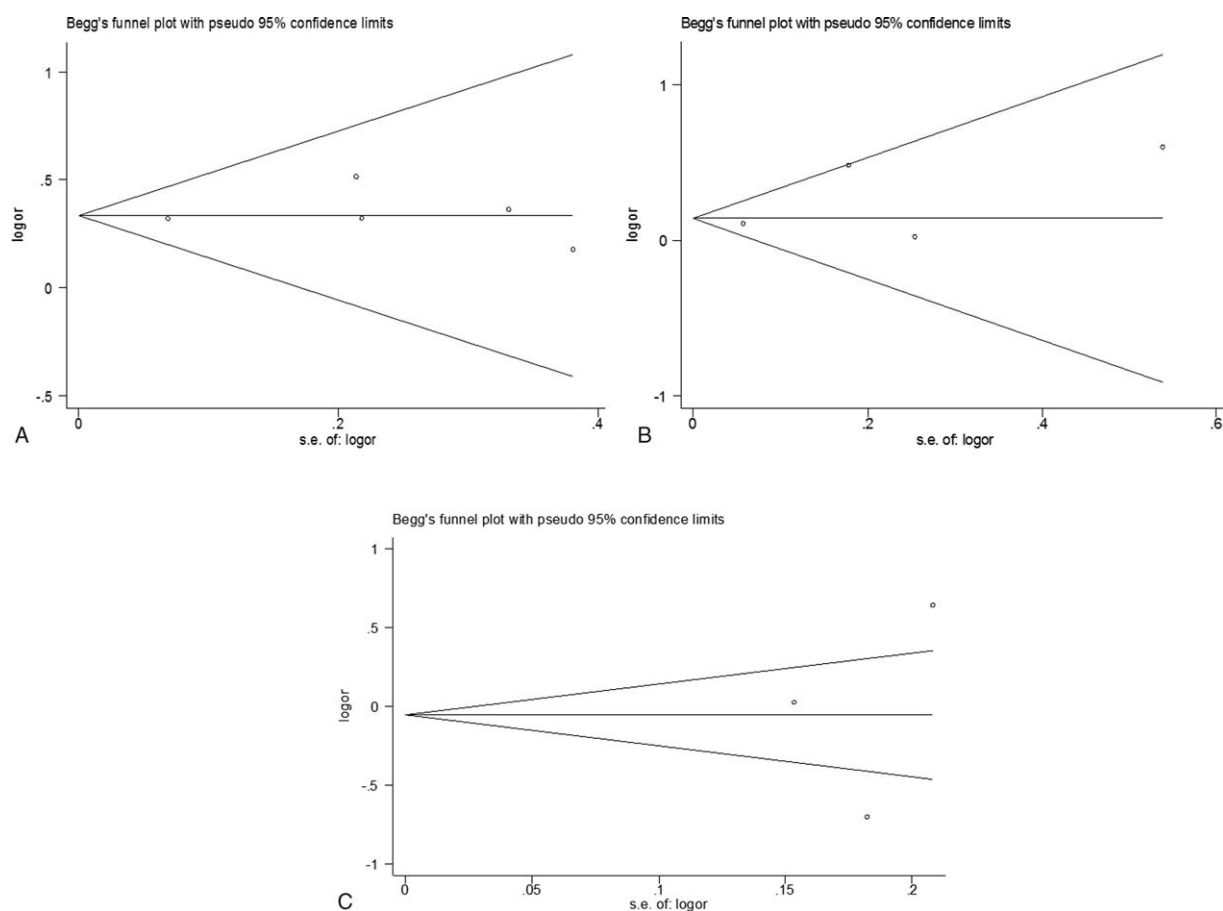 Begg's funnel plot with pseudo 95% confidence limits
1
.5
0
-.5
logor
0
.2
.4
s.e. of: logor
A
Begg's funnel plot with pseudo 95% confidence limits
1
0
-1
logor
0
.2
.4
.6
s.e. of: logor
B
Begg's funnel plot with pseudo 95% confidence limits
1
.5
0
-.5
-1
logor
0
.05
.1
.15
.2
s.e. of: logor
C